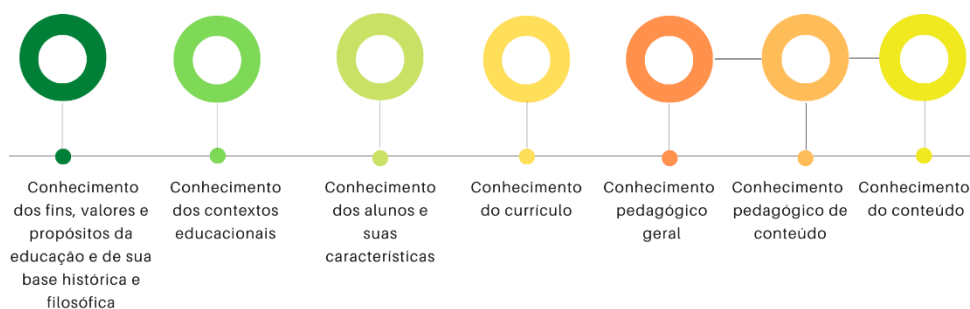 Conhecimento
dos fins, valores e
propósitos da
educação e de sua
base histórica e
filosófica
Conhecimento
dos contextos
educacionais
Conhecimento
dos alunos e
suas
características
Conhecimento
do currículo
Conhecimento
pedagógico
geral
Conhecimento
pedagógico de
conteúdo
Conhecimento
do conteúdo